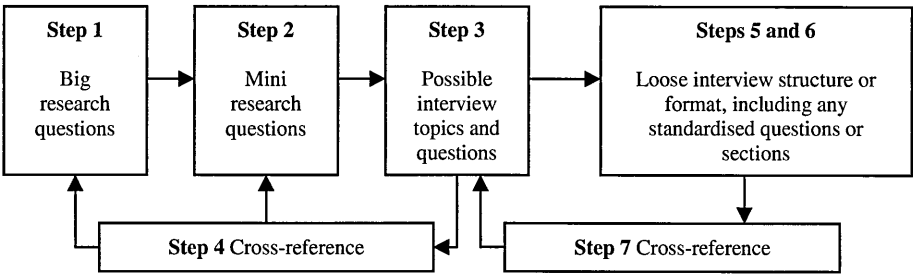 Step 1
Big
research
questions
Step 2
Mini
research
questions
Step 3
Possible
interview
topics and
questions
Steps 5 and 6
Loose interview structure or
format, including any
standardised questions or
sections
Step 4 Cross-reference
Step 7 Cross-reference